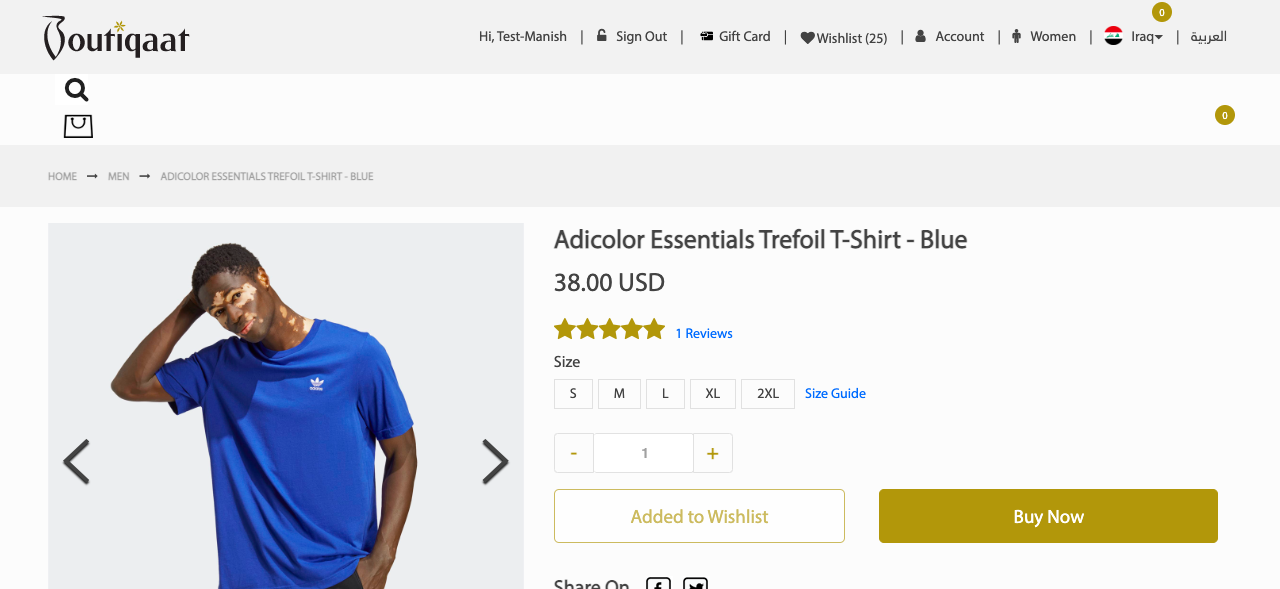 Boutiqaat
0
Hi, Test-Manish | Sign Out | Gift Card | Wishlist (25) | Account | Women | Iraq | العربية
0
HOME → MEN → ADICOLOR ESSENTIALS TREFOIL T-SHIRT - BLUE
Adicolor Essentials Trefoil T-Shirt - Blue
38.00 USD
1 Reviews
Size
S M L XL 2XL Size Guide
- 1 +
Added to Wishlist Buy Now
Share On
adidas